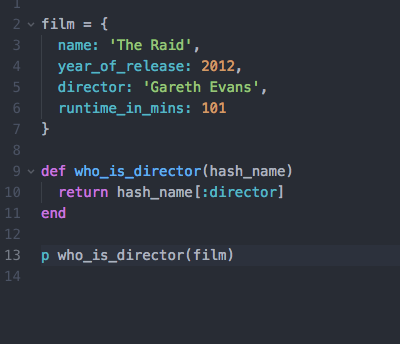 1
2 film = {
3 name: 'The Raid',
4 year_of_release: 2012,
5 director: 'Gareth Evans',
6 runtime_in_mins: 101
7 }
8
9 def who_is_director(hash_name)
10 return hash_name[:director]
11 end
12
13 p who_is_director(film)
14